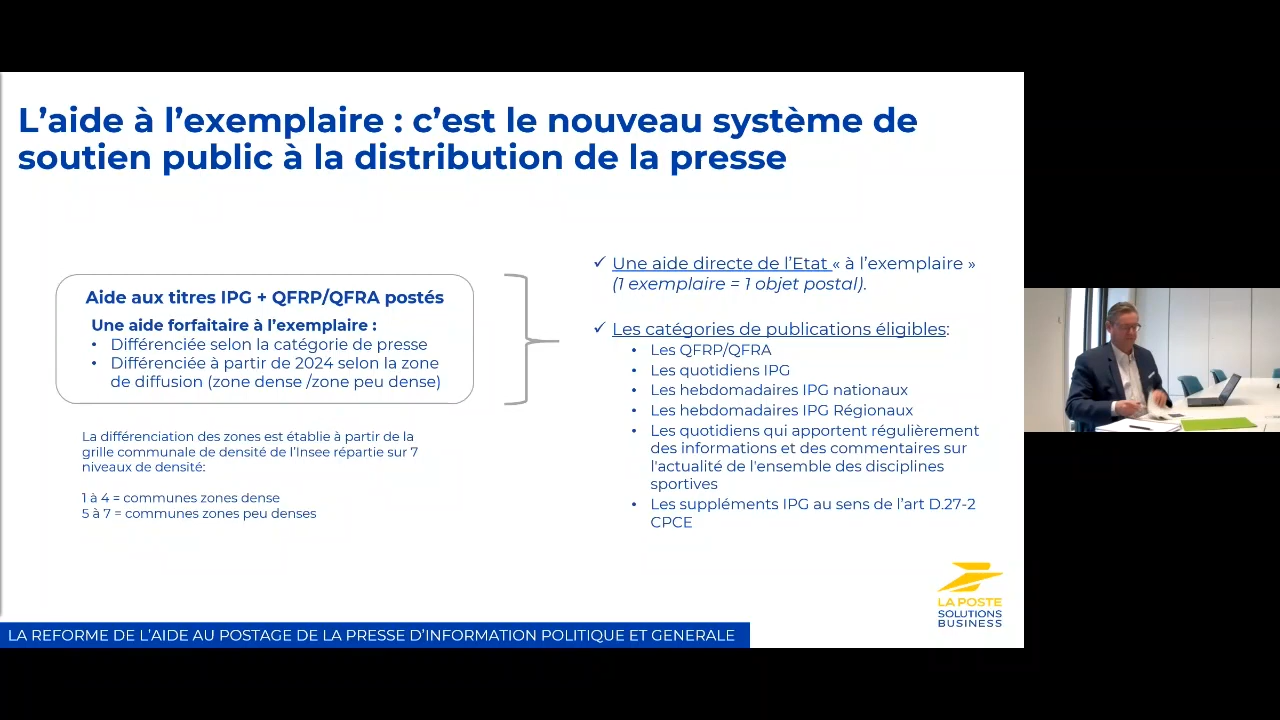 L'aide à l'exemplaire : c'est le nouveau système de
soutien public à la distribution de la presse
Aide aux titres IPG + QFRP/QFRA postés
Une aide forfaitaire à l'exemplaire :
• Différenciée selon la catégorie de presse
• Différenciée à partir de 2024 selon la zone
de diffusion (zone dense /zone peu dense)
La différenciation des zones est établie à partir de la
grille communale de densité de l'Insee répartie sur 7
niveaux de densité:
1 à 4 = communes zones dense
5 à 7 = communes zones peu denses
✓ Une aide directe de l'Etat « à l'exemplaire »
(1 exemplaire = 1 objet postal).
✓ Les catégories de publications éligibles:
• Les QFRP/QFRA
• Les quotidiens IPG
• Les hebdomadaires IPG nationaux
• Les hebdomadaires IPG Régionaux
• Les quotidiens qui apportent régulièrement
des informations et des commentaires sur
l'actualité de l'ensemble des disciplines
sportives
• Les suppléments IPG au sens de l'art D.27-2
CPCE
LA POSTE
SOLUTIONS
BUSINESS
LA REFORME DE L'AIDE AU POSTAGE DE LA PRESSE D'INFORMATION POLITIQUE ET GENERALE